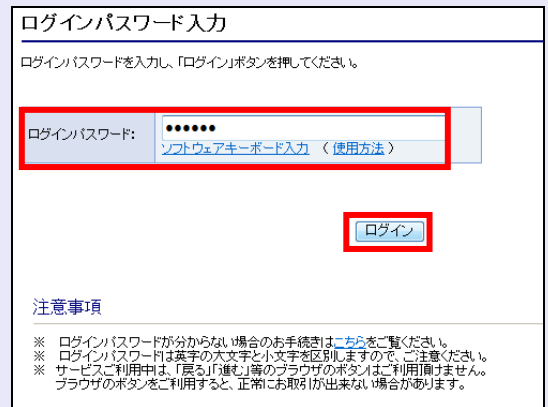 ログインパスワード入力
ログインパスワードを入力し、「ログイン」ボタンを押してください。
ログインパスワード: ●●●●●●
ソフトウェアキーボード入力 (使用方法)
ログイン
注意事項
※ ログインパスワードが分からない場合のお手続きはこちらをご覧ください。
※ ログインパスワードは英字の大文字と小文字を区別しますので、ご注意ください。
※ サービスご利用中は、「戻る」「進む」等のブラウザのボタンはご利用頂けません。
ブラウザのボタンをご利用すると、正常にお取引が出来ない場合があります。